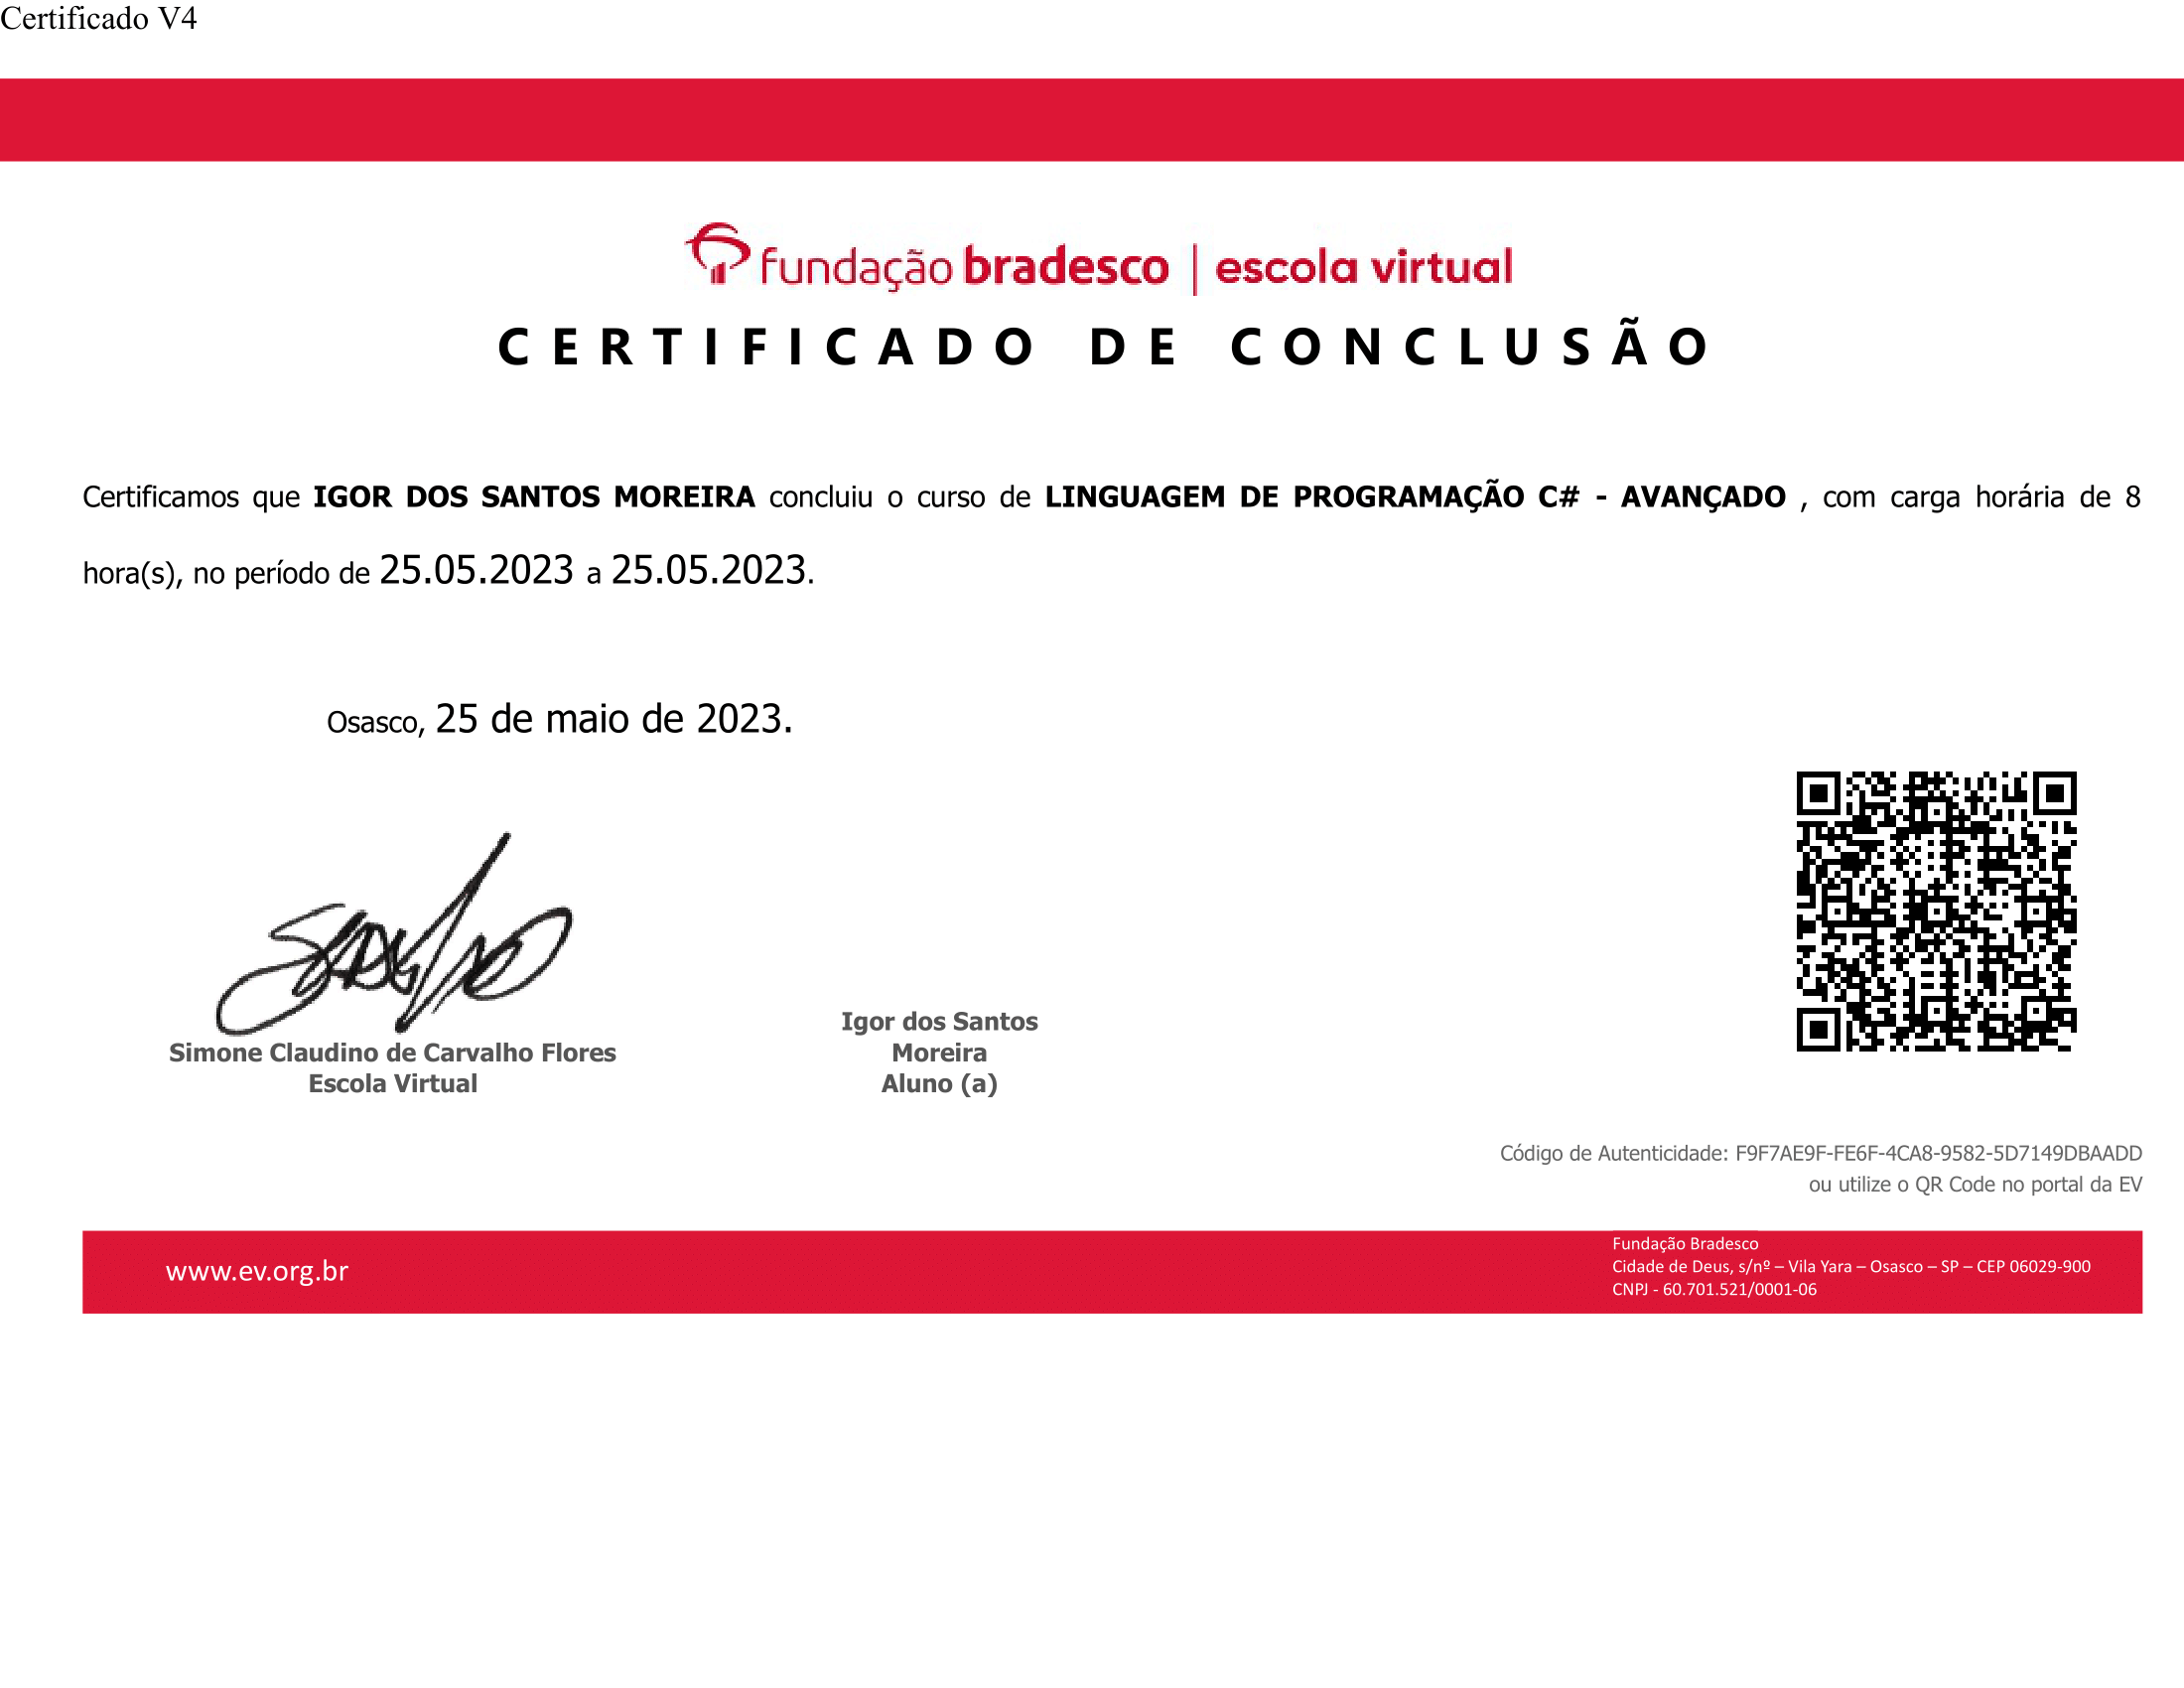 Certificado V4
fundação bradesco | escola virtual
CERTIFICADO DE CONCLUSÃO
Certificamos que IGOR DOS SANTOS MOREIRA concluiu o curso de LINGUAGEM DE PROGRAMAÇÃO C# - AVANÇADO , com carga horária de 8
hora(s), no período de 25.05.2023 a 25.05.2023.
Osasco, 25 de maio de 2023.
Simone Claudino de Carvalho Flores
Escola Virtual
Igor dos Santos
Moreira
Aluno (a)
Código de Autenticidade: F9F7AE9F-FE6F-4CA8-9582-5D7149DBAADD
ou utilize o QR Code no portal da EV
www.ev.org.br
Fundação Bradesco
Cidade de Deus, s/nº – Vila Yara – Osasco – SP – CEP 06029-900
CNPJ - 60.701.521/0001-06